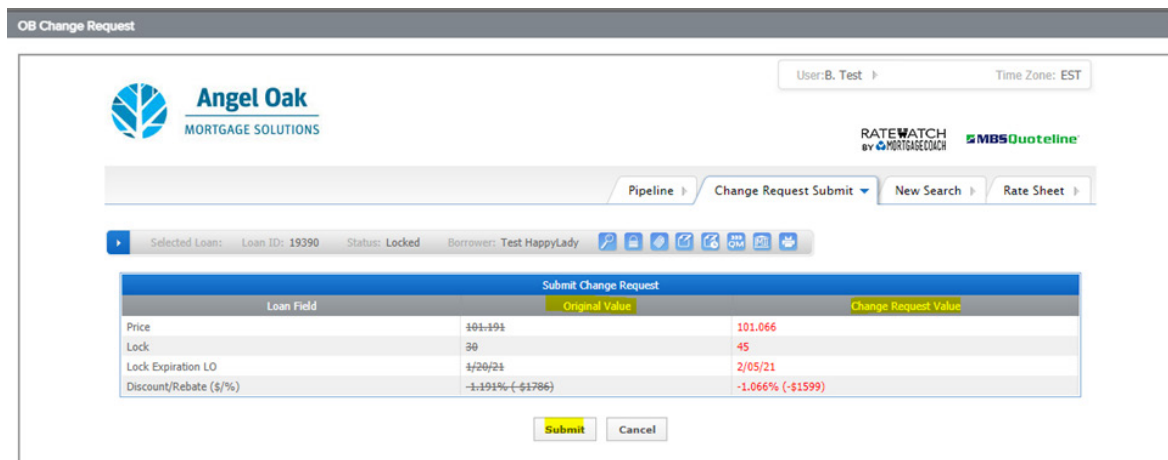 OB Change Request
User:B. Test Time Zone: EST
Angel Oak
MORTGAGE SOLUTIONS
RATEWATCH
BY MORTGAGECOACH
MBSQuoteline
Pipeline Change Request Submit New Search Rate Sheet
Selected Loan: Loan ID: 19390 Status: Locked Borrower: Test HappyLady QM
Submit Change Request
Loan Field Original Value Change Request Value
Price 101.191 101.066
Lock 30 45
Lock Expiration LO 1/20/21 2/05/21
Discount/Rebate ($/%) -1.191% (-$1786) -1.066% (-$1599)
Submit Cancel